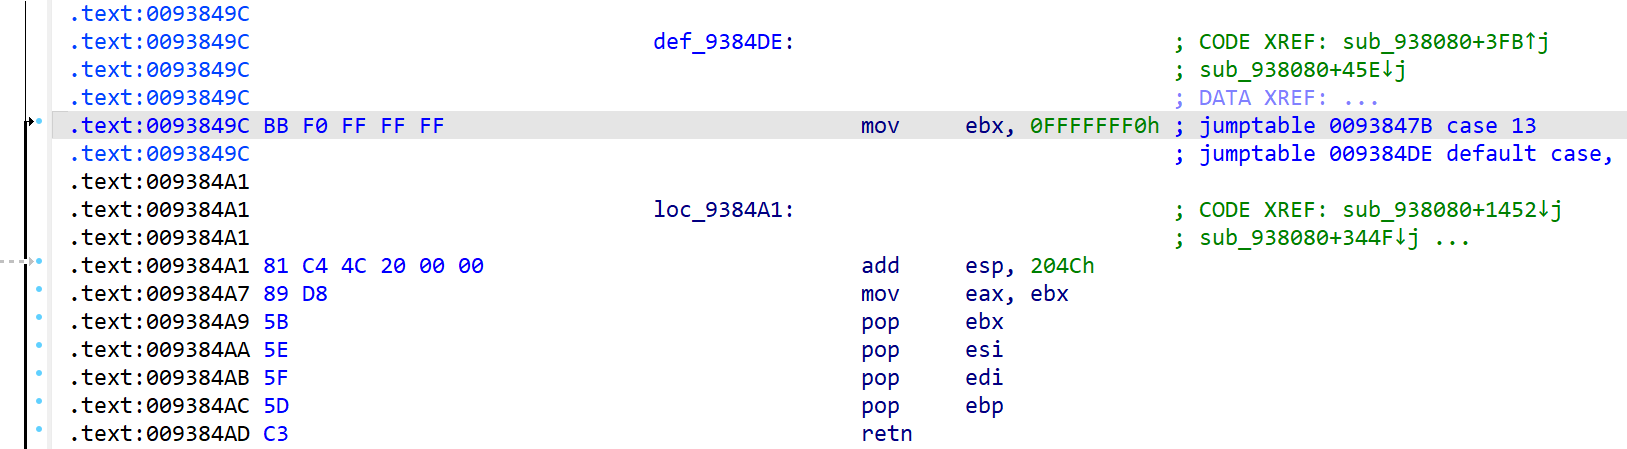 .text:0093849C
.text:0093849C def_9384DE: ; CODE XREF: sub_938080+3FB↑j
.text:0093849C ; sub_938080+45E↓j
.text:0093849C ; DATA XREF: ...
.text:0093849C BB F0 FF FF FF mov ebx, 0FFFFFFF0h ; jumptable 0093847B case 13
.text:0093849C ; jumptable 009384DE default case,
.text:009384A1
.text:009384A1 loc_9384A1: ; CODE XREF: sub_938080+1452↓j
.text:009384A1 ; sub_938080+344F↓j ...
.text:009384A1 81 C4 4C 20 00 00 add esp, 204Ch
.text:009384A7 89 D8 mov eax, ebx
.text:009384A9 5B pop ebx
.text:009384AA 5E pop esi
.text:009384AB 5F pop edi
.text:009384AC 5D pop ebp
.text:009384AD C3 retn